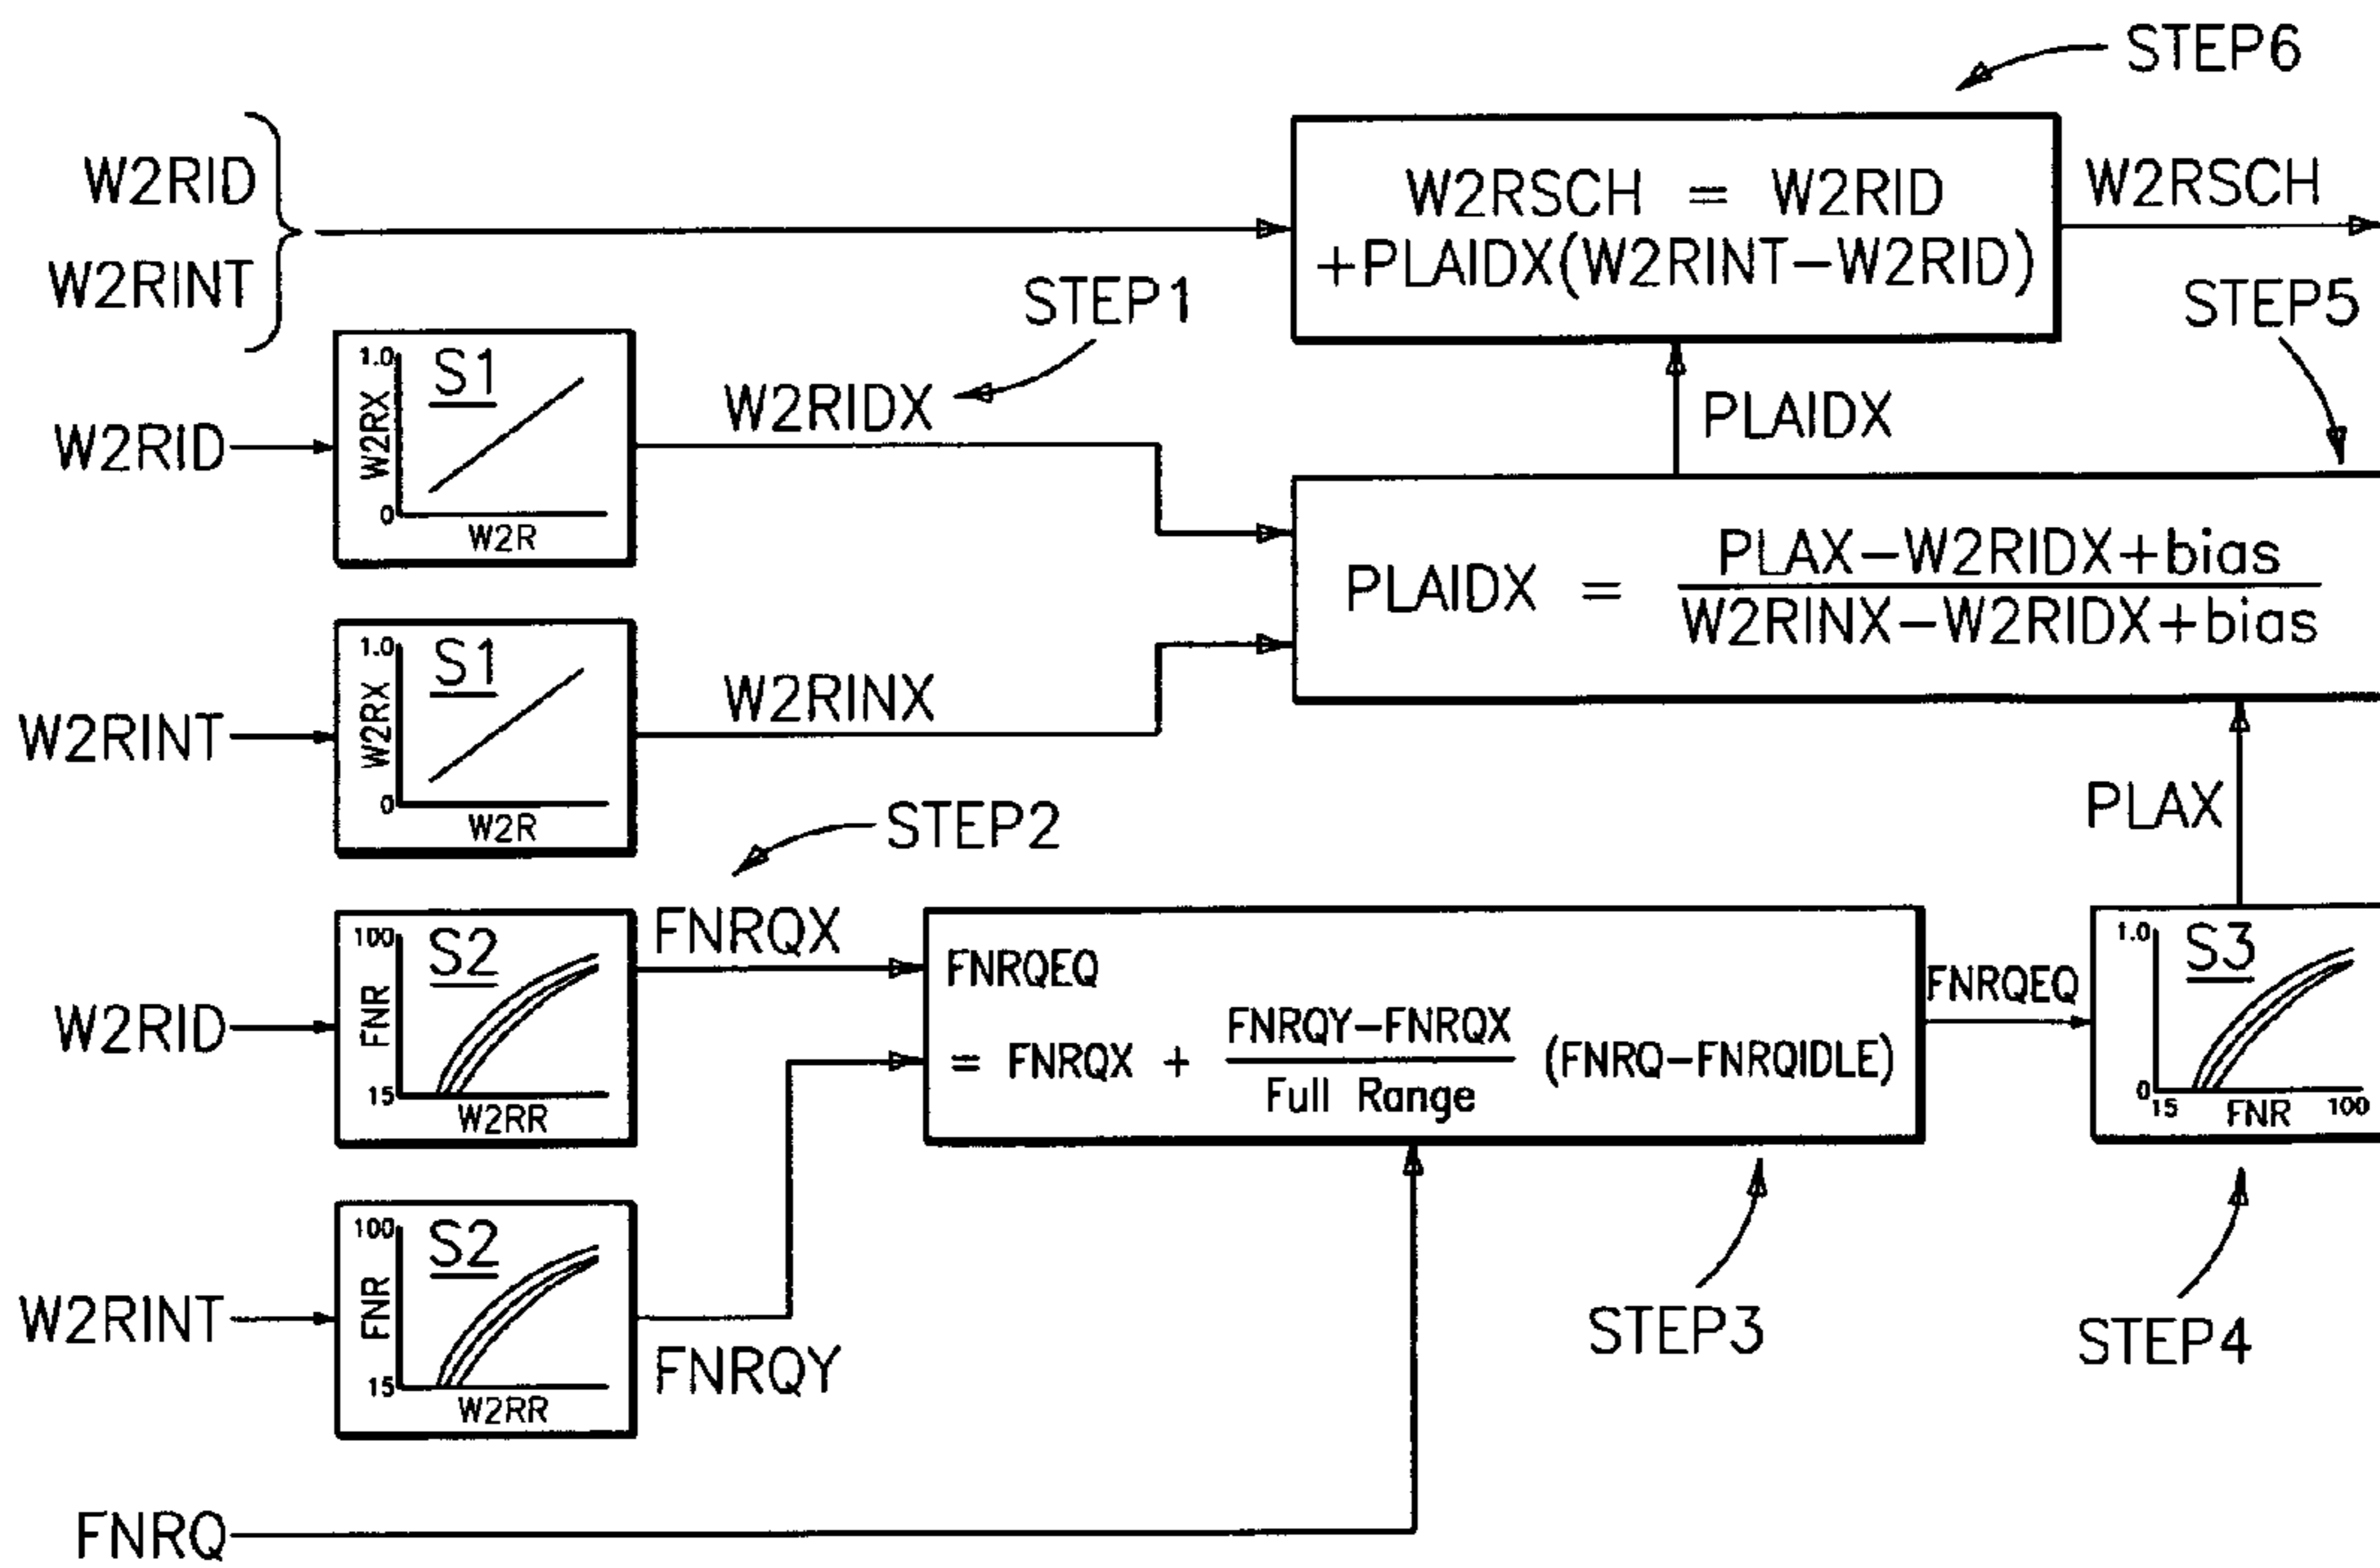 STEP6
W2RID
W2RINT
W2RSCH = W2RID
+PLAIDX(W2RINT-W2RID)
W2RSCH
STEP1
STEP5
W2RID
1.0
S1
W2RX
0
W2R
W2RIDX
PLAIDX
PLAIDX = PLAX-W2RIDX+bias
W2RINX-W2RIDX+bias
W2RINT
1.0
S1
W2RX
0
W2R
W2RINX
STEP2
PLAX
W2RID
100
S2
FNR
15
W2RR
FNRQX
FNRQEQ
= FNRQX + FNRQY-FNRQX (FNRQ-FNRQIDLE)
Full Range
FNRQEQ
1.0
S3
0
15
FNR
100
W2RINT
100
S2
FNR
15
W2RR
FNRQY
STEP3
STEP4
FNRQ